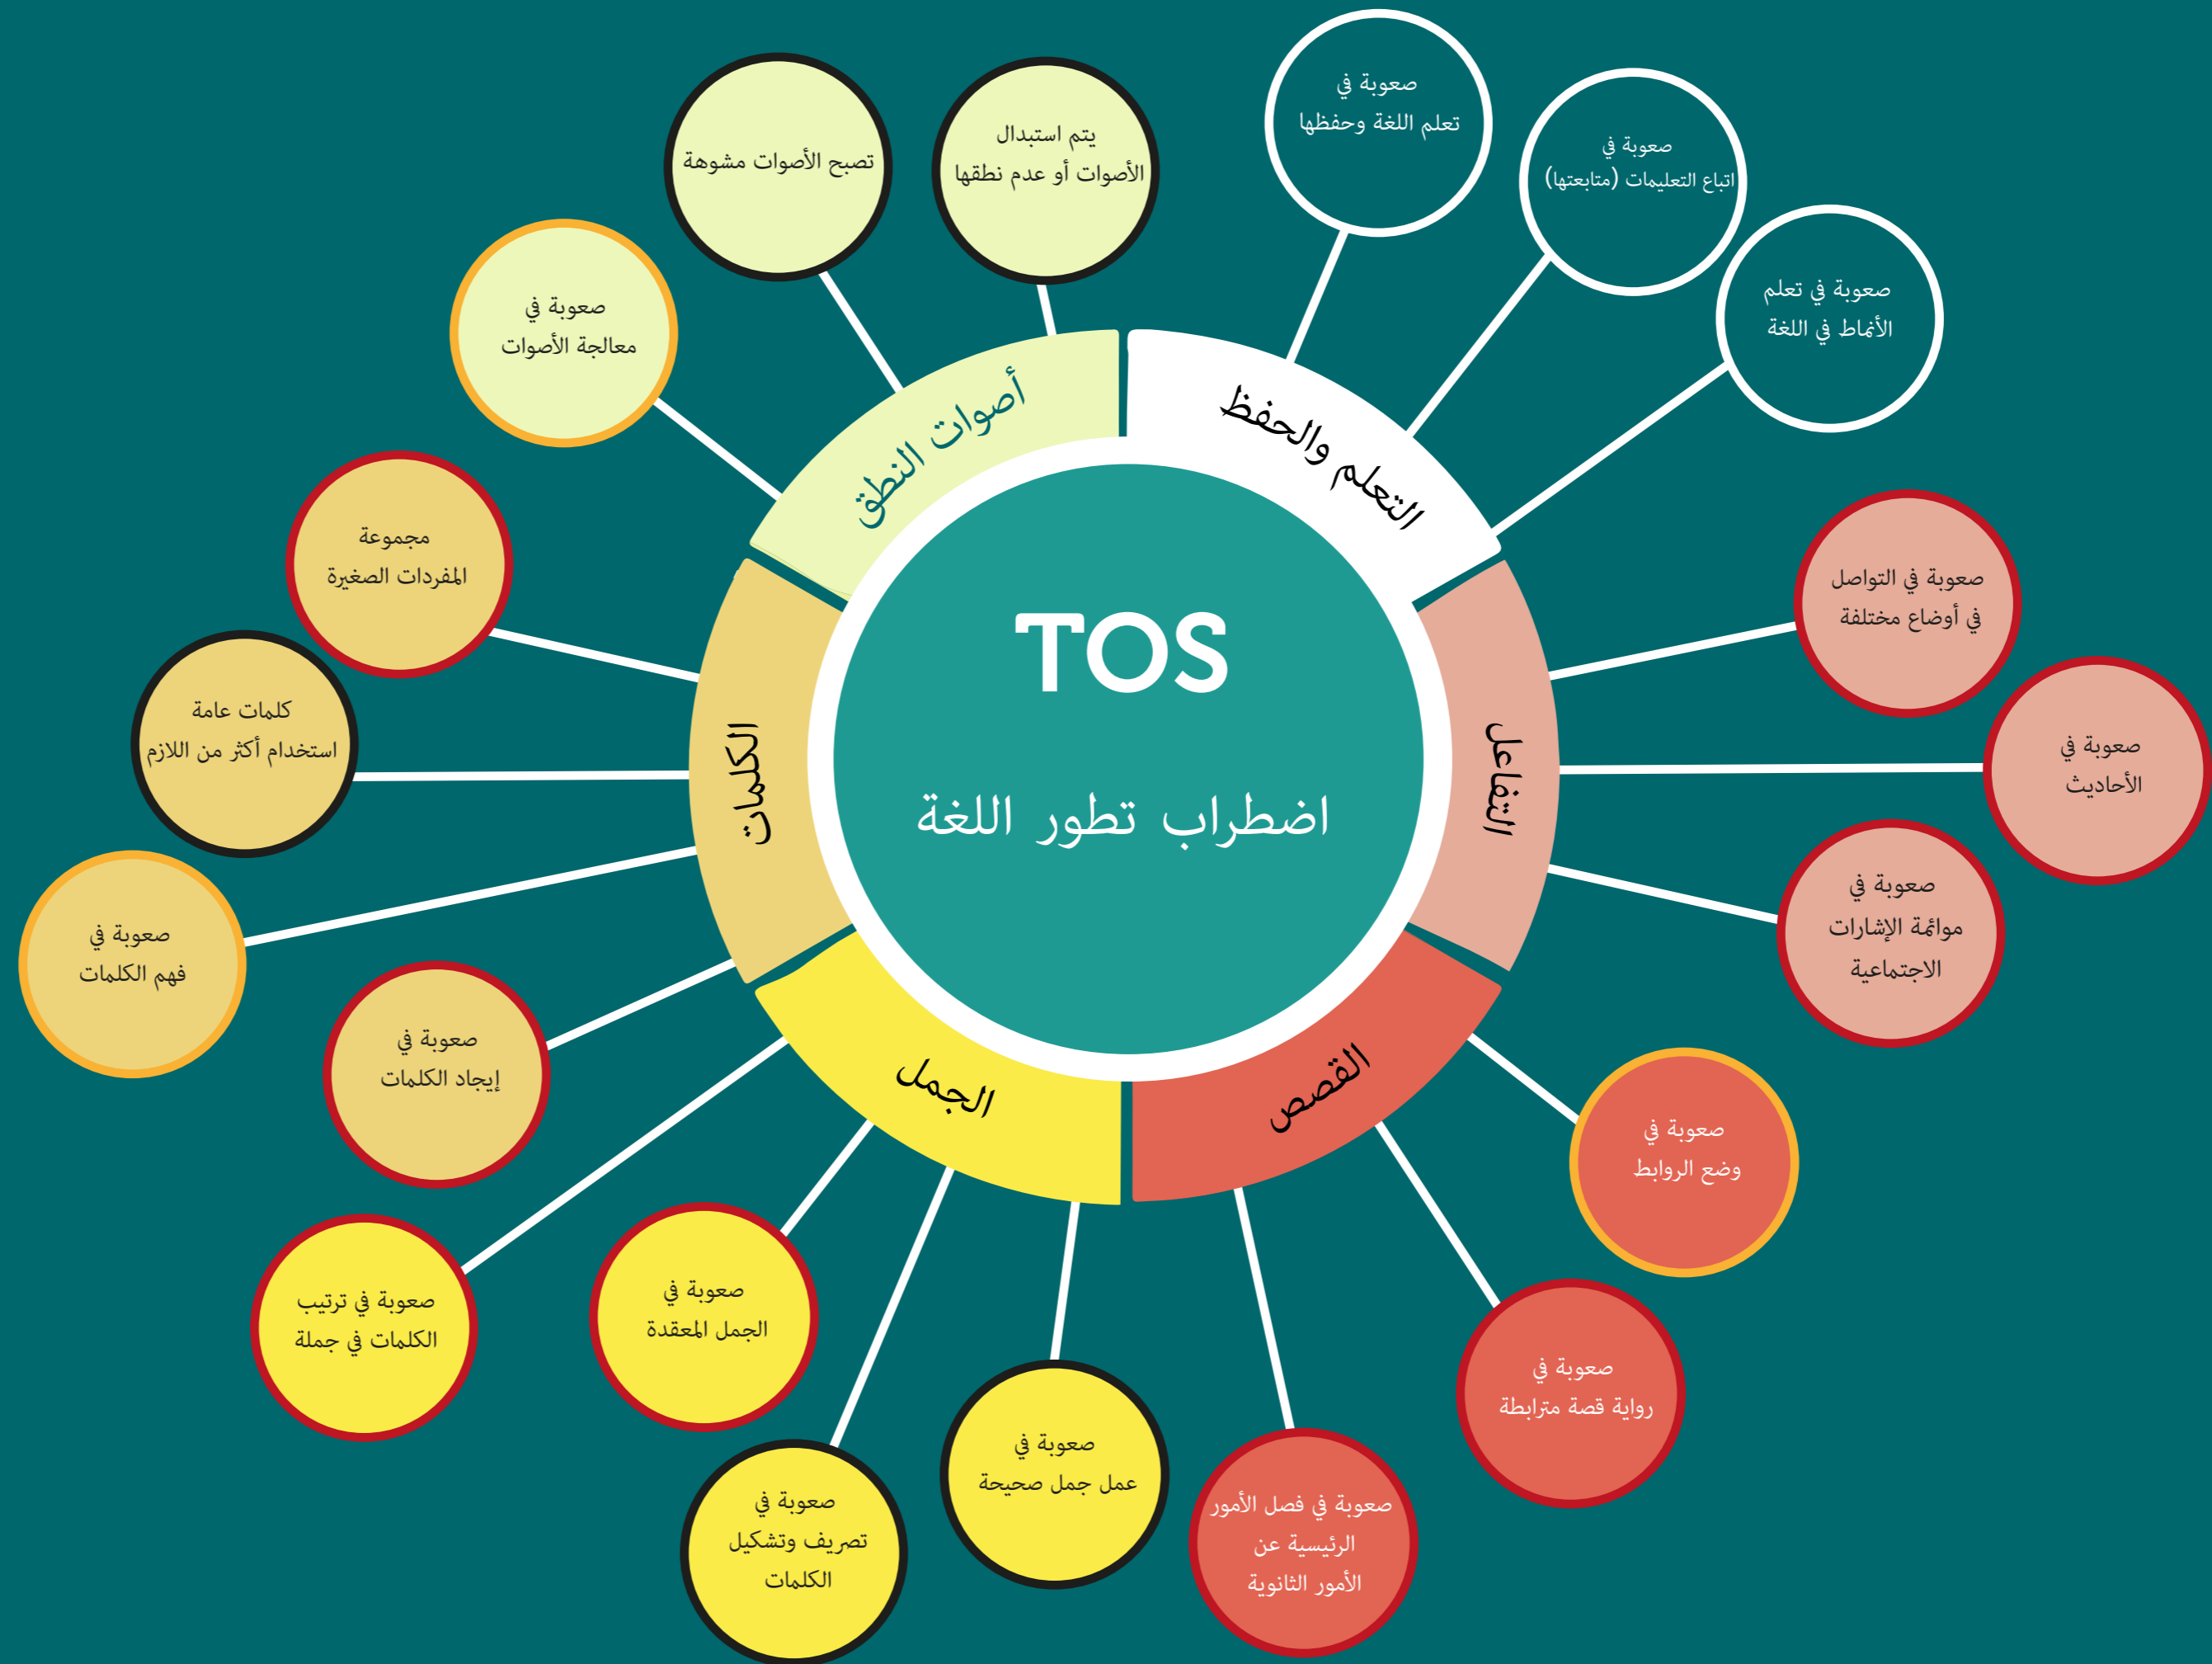 TOS
اضطراب تطور اللغة
التعلم والحفظ
صعوبة في
تعلم اللغة وحفظها
صعوبة في
اتباع التعليمات (متابعتها)
صعوبة في تعلم
الأنماط في اللغة
التفاعل
صعوبة في التواصل
في أوضاع مختلفة
صعوبة في
الأحاديث
صعوبة في
موائمة الإشارات
الاجتماعية
القصص
صعوبة في
وضع الروابط
صعوبة في
رواية قصة مترابطة
صعوبة في فصل الأمور
الرئيسية عن
الأمور الثانوية
الجمل
صعوبة في
عمل جمل صحيحة
صعوبة في
تصريف وتشكيل
الكلمات
صعوبة في
الجمل المعقدة
صعوبة في ترتيب
الكلمات في جملة
الكلمات
صعوبة في
إيجاد الكلمات
صعوبة في
فهم الكلمات
كلمات عامة
استخدام أكثر من اللازم
مجموعة
المفردات الصغيرة
أصوات النطق
صعوبة في
معالجة الأصوات
تصبح الأصوات مشوهة
يتم استبدال
الأصوات أو عدم نطقها